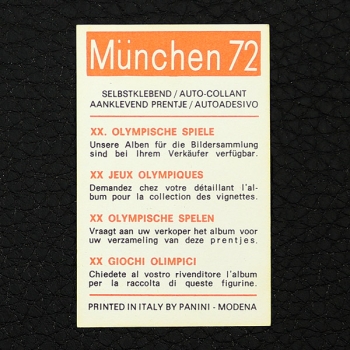 München 72
SELBSTKLEBEND / AUTO-COLLANT
AANKLEVEND PRENTJE / AUTOADESIVO
XX. OLYMPISCHE SPIELE
Unsere Alben für die Bildersammlung
sind bei Ihrem Verkäufer verfügbar.
XX JEUX OLYMPIQUES
Demandez chez votre détaillant l'al-
bum pour la collection des vignettes.
XX OLYMPISCHE SPELEN
Vraagt aan uw verkoper het album voor
uw verzameling van deze prentjes.
XX GIOCHI OLIMPICI
Chiedete al vostro rivenditore l'album
per la raccolta di queste figurine.
PRINTED IN ITALY BY PANINI - MODENA